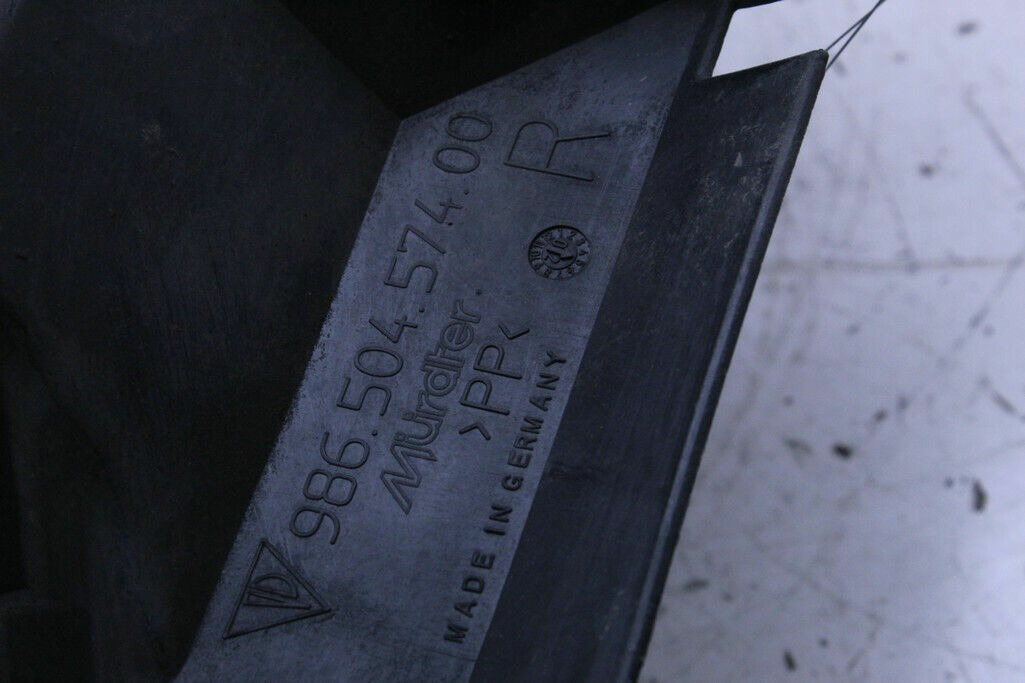 986.504.574.00
R
Mürdter.
>PP<
MADE IN GERMANY